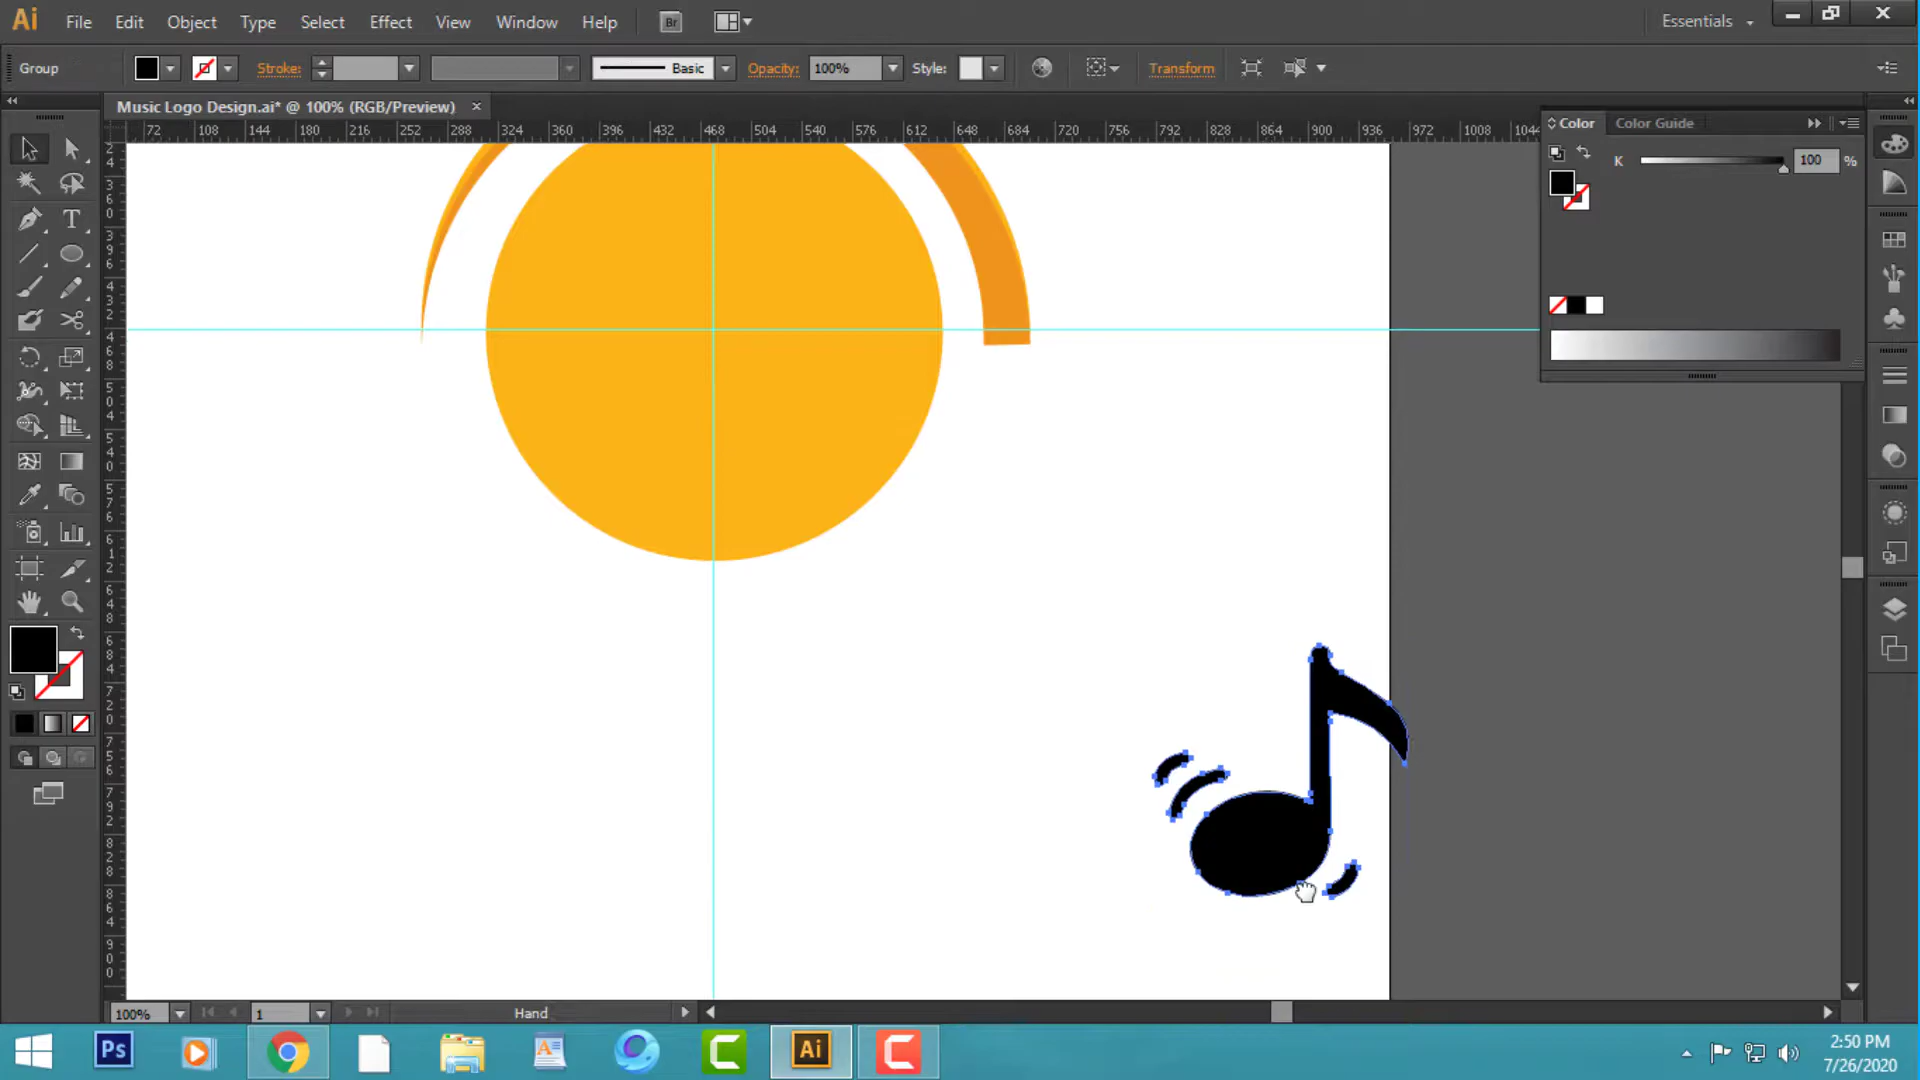 Ai File Edit Object Type Select Effect View Window Help Br Essentials
Group Stroke: Basic Opacity: 100% Style: Transform
Music Logo Design.ai* @ 100% (RGB/Preview)
72 108 144 180 216 252 288 324 360 396 432 468 504 540 576 612 648 684 720 756 792 828 864 900 936 972 1008 1044
Color Color Guide
K 100 %
T
100% 1 Hand
Ps Ai
2:50 PM
7/26/2020